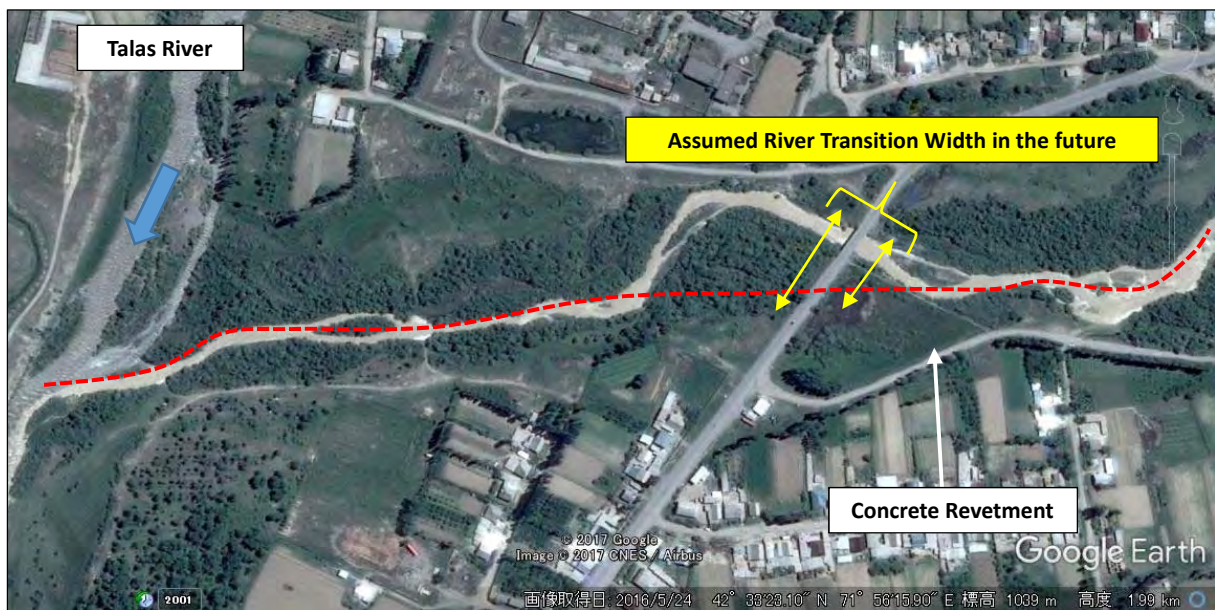 Talas River
Assumed River Transition Width in the future
Concrete Revetment
© 2017 Google
Image © 2017 CNES / Airbus
Google Earth
2001
画像取得日: 2016/5/24 42° 33'23.10" N 71° 56'15.90" E 標高 1039 m 高度 1.99 km